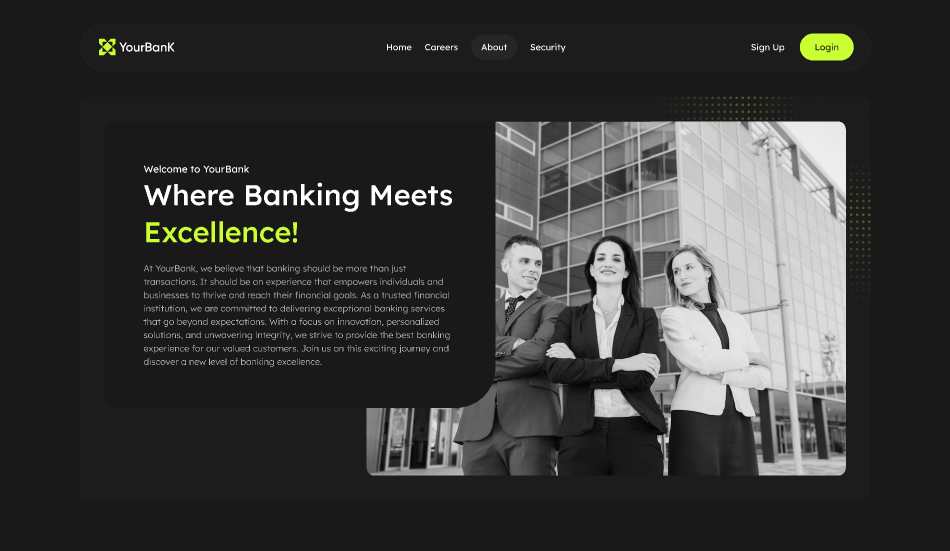 YourBanK
Home
Careers
About
Security
Sign Up
Login
Welcome to YourBank
Where Banking Meets
Excellence!
At YourBank, we believe that banking should be more than just
transactions. It should be an experience that empowers individuals and
businesses to thrive and reach their financial goals. As a trusted financial
institution, we are committed to delivering exceptional banking services
that go beyond expectations. With a focus on innovation, personalized
solutions, and unwavering integrity, we strive to provide the best banking
experience for our valued customers. Join us on this exciting journey and
discover a new level of banking excellence.